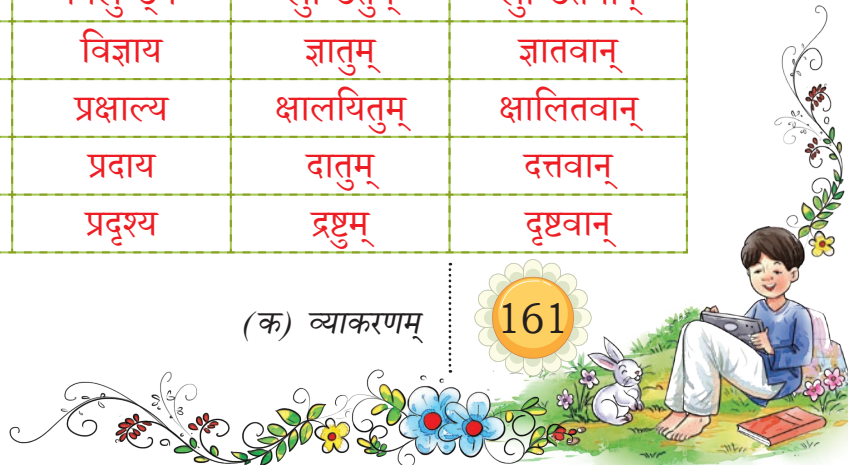 विज्ञाय ज्ञातुम् ज्ञातवान्
प्रक्षाल्य क्षालयितुम् क्षालितवान्
प्रदाय दातुम् दत्तवान्
प्रदृश्य द्रष्टुम् दृष्टवान्
(क) व्याकरणम् 161